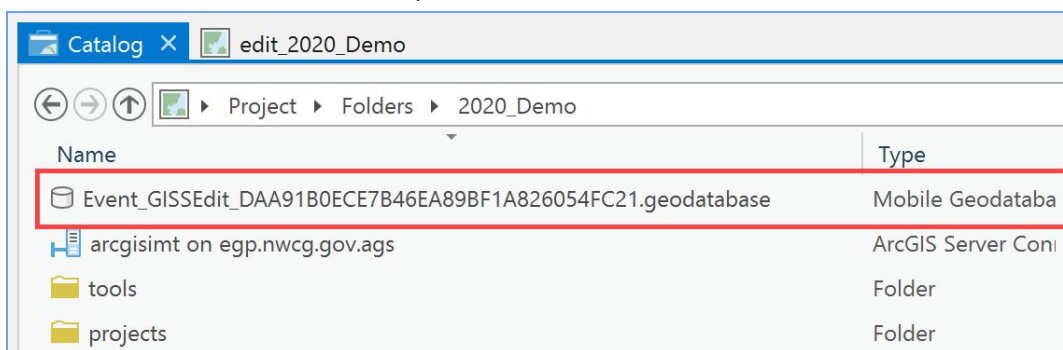 Catalog × edit_2020_Demo
Project Folders 2020_Demo
Name Type
Event_GISSEdit_DAA91B0ECE7B46EA89BF1A826054FC21.geodatabase Mobile Geodataba
arcgisimt on egp.nwcg.gov.ags ArcGIS Server Con
tools Folder
projects Folder